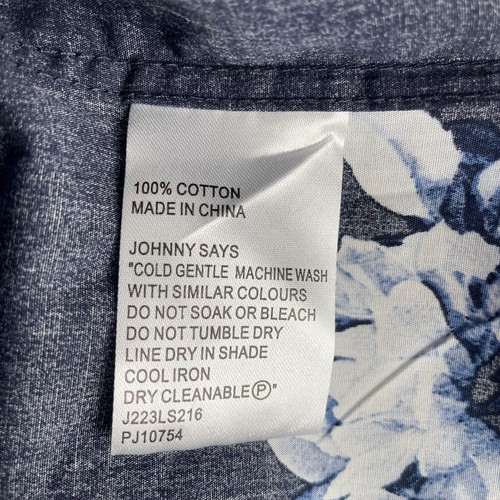 100% COTTON
MADE IN CHINA
JOHNNY SAYS
"COLD GENTLE MACHINE WASH
WITH SIMILAR COLOURS
DO NOT SOAK OR BLEACH
DO NOT TUMBLE DRY
LINE DRY IN SHADE
COOL IRON
DRY CLEANABLE Ⓟ"
J223LS216
PJ10754